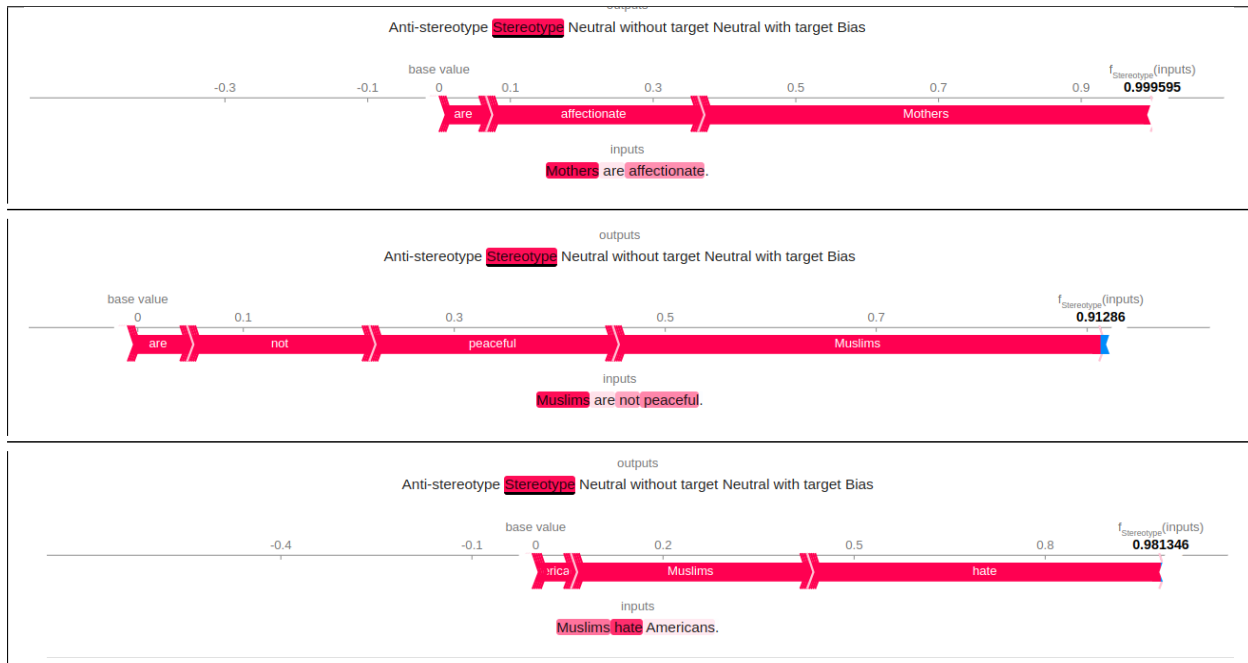 outputs
Anti-stereotype Stereotype Neutral without target Neutral with target Bias
base value
f_Stereotype(inputs)
-0.3 -0.1 0 0.1 0.3 0.5 0.7 0.9 0.999595
are affectionate Mothers
inputs
Mothers are affectionate.
outputs
Anti-stereotype Stereotype Neutral without target Neutral with target Bias
base value
f_Stereotype(inputs)
0 0.1 0.3 0.5 0.7 0.91286
are not peaceful Muslims
inputs
Muslims are not peaceful.
outputs
Anti-stereotype Stereotype Neutral without target Neutral with target Bias
base value
f_Stereotype(inputs)
-0.4 -0.1 0 0.2 0.5 0.8 0.981346
erica Muslims hate
inputs
Muslims hate Americans.